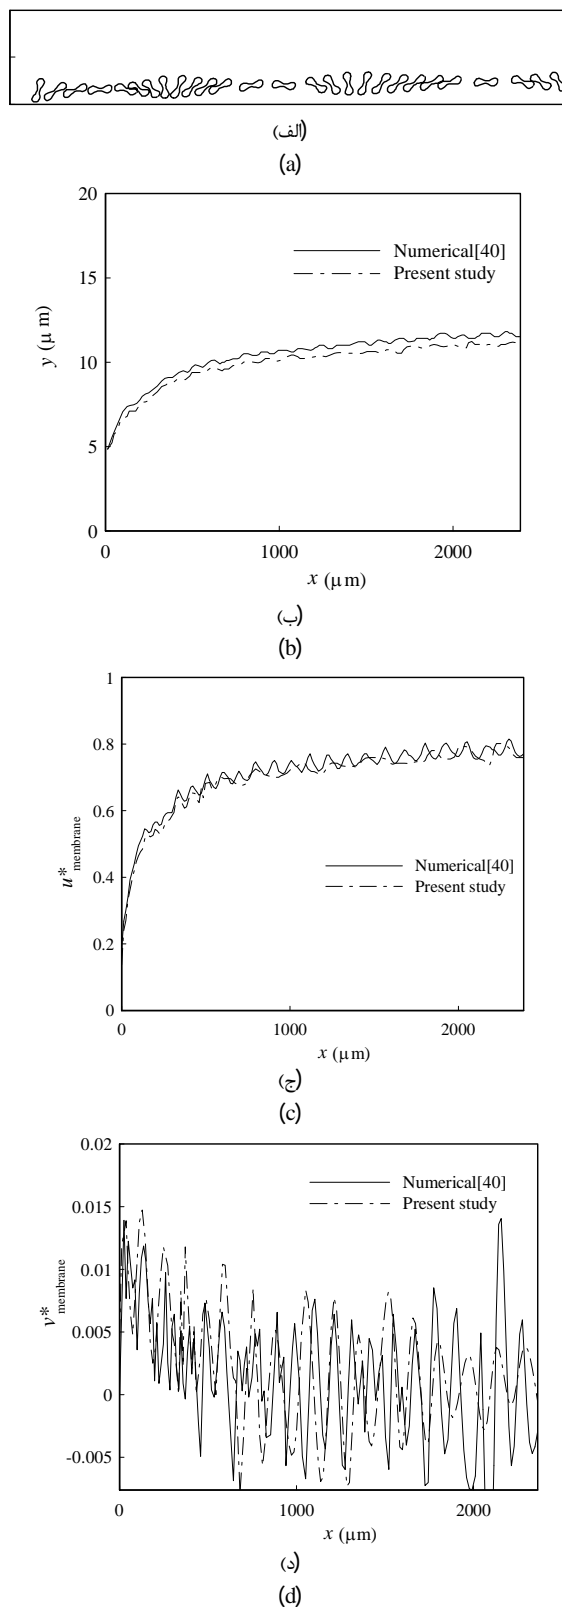 (الف)
(a)
20
15
10
5
0
y (μm)
Numerical[40]
Present study
0 1000 2000
x (μm)
(ب)
(b)
1
0.8
0.6
0.4
0.2
0
u*membrane
Numerical[40]
Present study
0 1000 2000
x (μm)
(ج)
(c)
0.02
0.015
0.01
0.005
0
-0.005
v*membrane
Numerical[40]
Present study
0 1000 2000
x (μm)
(د)
(d)